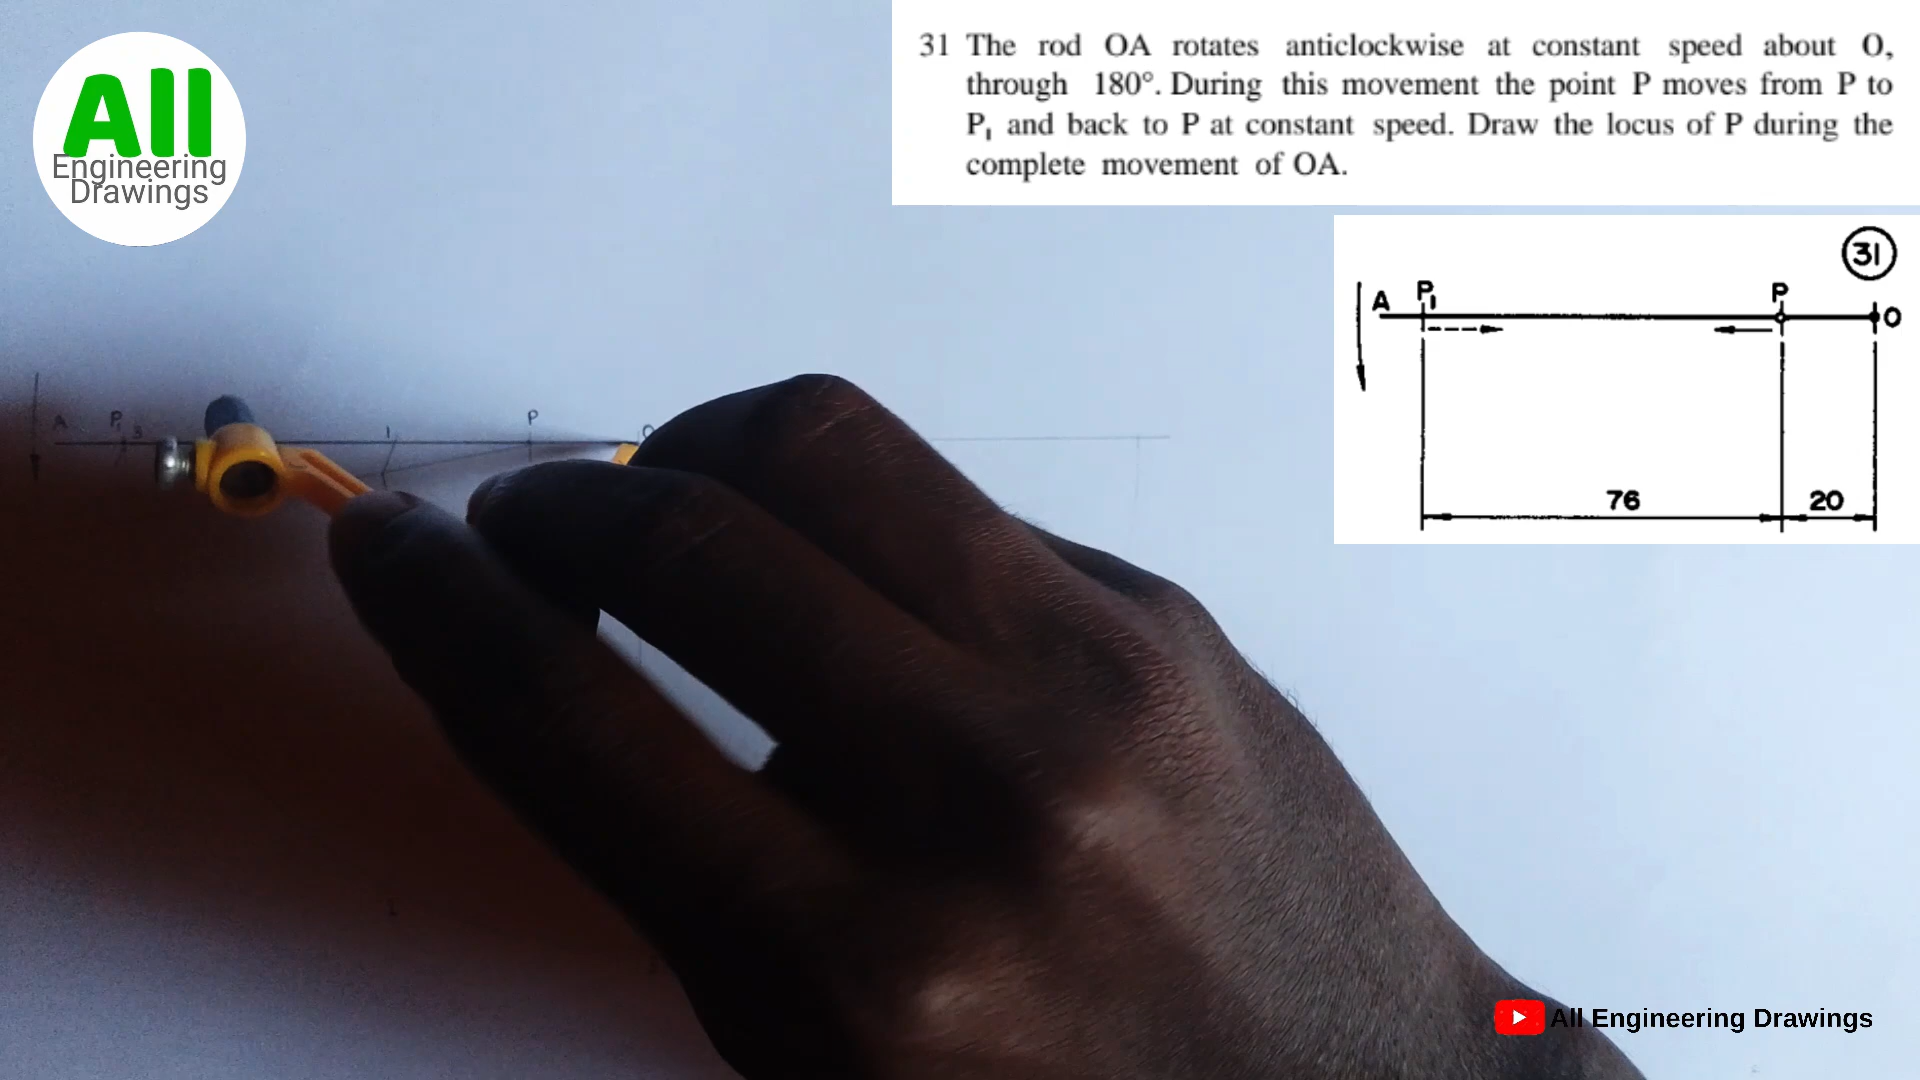 All
Engineering
Drawings
31 The rod OA rotates anticlockwise at constant speed about O,
through 180°. During this movement the point P moves from P to
P₁ and back to P at constant speed. Draw the locus of P during the
complete movement of OA.
31
A P₁ P O
76 20
A P₁ 3 1 P O
All Engineering Drawings